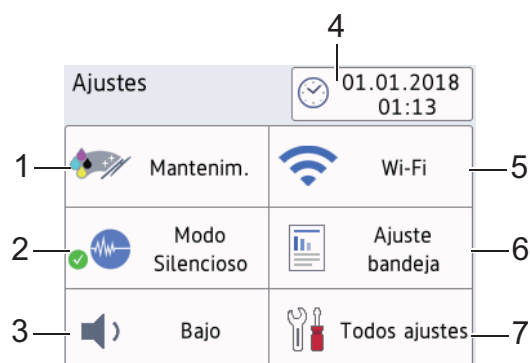 4
Ajustes
01.01.2018
01:13
1
Mantenim.
Wi-Fi
5
2
Modo
Silencioso
Ajuste
bandeja
6
3
Bajo
Todos ajustes
7